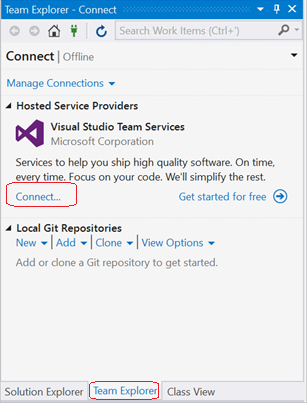 Team Explorer - Connect
Search Work Items (Ctrl+')
Connect | Offline
Manage Connections
Hosted Service Providers
Visual Studio Team Services
Microsoft Corporation
Services to help you ship high quality software. On time,
every time. Focus on your code. We'll simplify the rest.
Connect... Get started for free
Local Git Repositories
New | Add | Clone | View Options
Add or clone a Git repository to get started.
Solution Explorer Team Explorer Class View